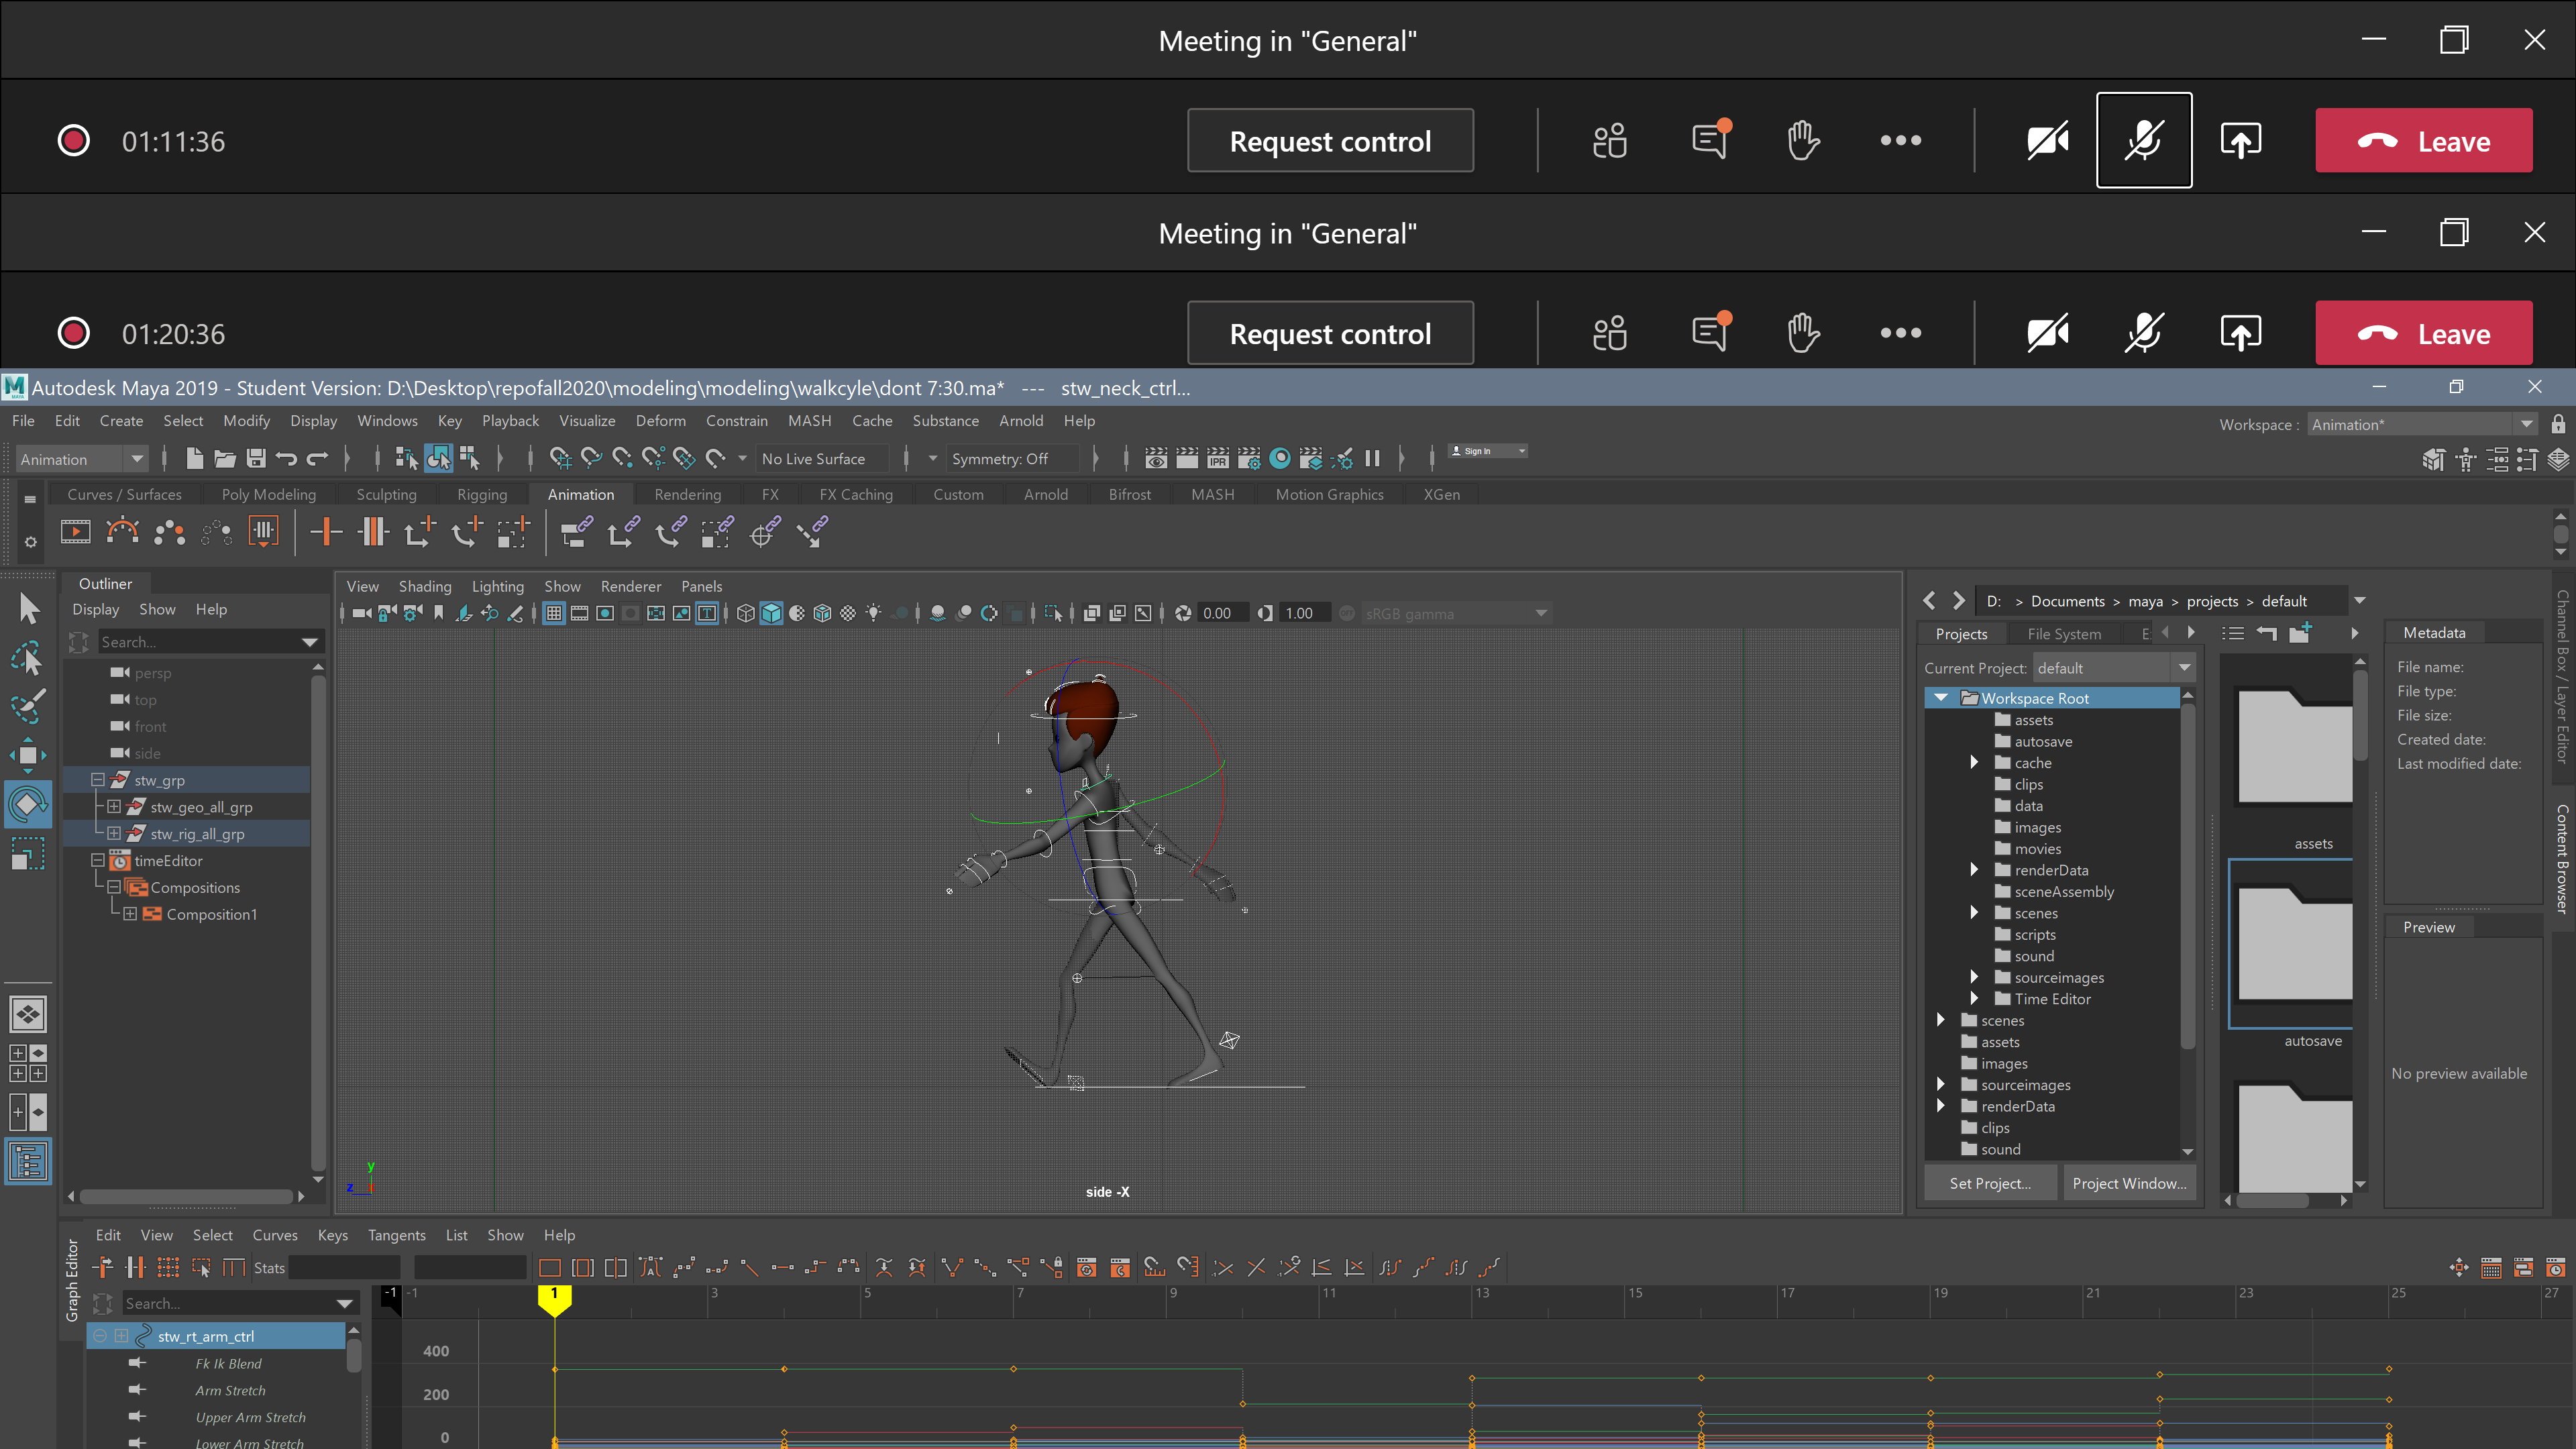 Meeting in "General"
01:11:36 Request control Leave
Meeting in "General"
01:20:36 Request control Leave
Autodesk Maya 2019 - Student Version: D:\Desktop\repofall2020\modeling\modeling\walkcyle\dont 7:30.ma* --- stw_neck_ctrl...
File Edit Create Select Modify Display Windows Key Playback Visualize Deform Constrain MASH Cache Substance Arnold Help Workspace : Animation*
Animation No Live Surface Symmetry: Off IPR Sign In
Curves / Surfaces Poly Modeling Sculpting Rigging Animation Rendering FX FX Caching Custom Arnold Bifrost MASH Motion Graphics XGen
Outliner
Display Show Help
Search...
persp
top
front
side
stw_grp
stw_geo_all_grp
stw_rig_all_grp
timeEditor
Compositions
Composition1
View Shading Lighting Show Renderer Panels
0.00 1.00 sRGB gamma
y
z
side -X
D: > Documents > maya > projects > default
Projects File System E:
Current Project: default
Workspace Root
assets
autosave
cache
clips
data
images
movies
renderData
sceneAssembly
scenes
scripts
sound
sourceimages
Time Editor
scenes
assets
images
sourceimages
renderData
clips
sound
Set Project... Project Window...
assets
autosave
Metadata
File name:
File type:
File size:
Created date:
Last modified date:
Preview
No preview available
Channel Box / Layer Editor
Content Browser
Graph Editor
Edit View Select Curves Keys Tangents List Show Help
Stats
Search...
stw_rt_arm_ctrl
Fk Ik Blend
Arm Stretch
Upper Arm Stretch
Lower Arm Stretch
-1 -1 1 3 5 7 9 11 13 15 17 19 21 23 25 27
400
200
0